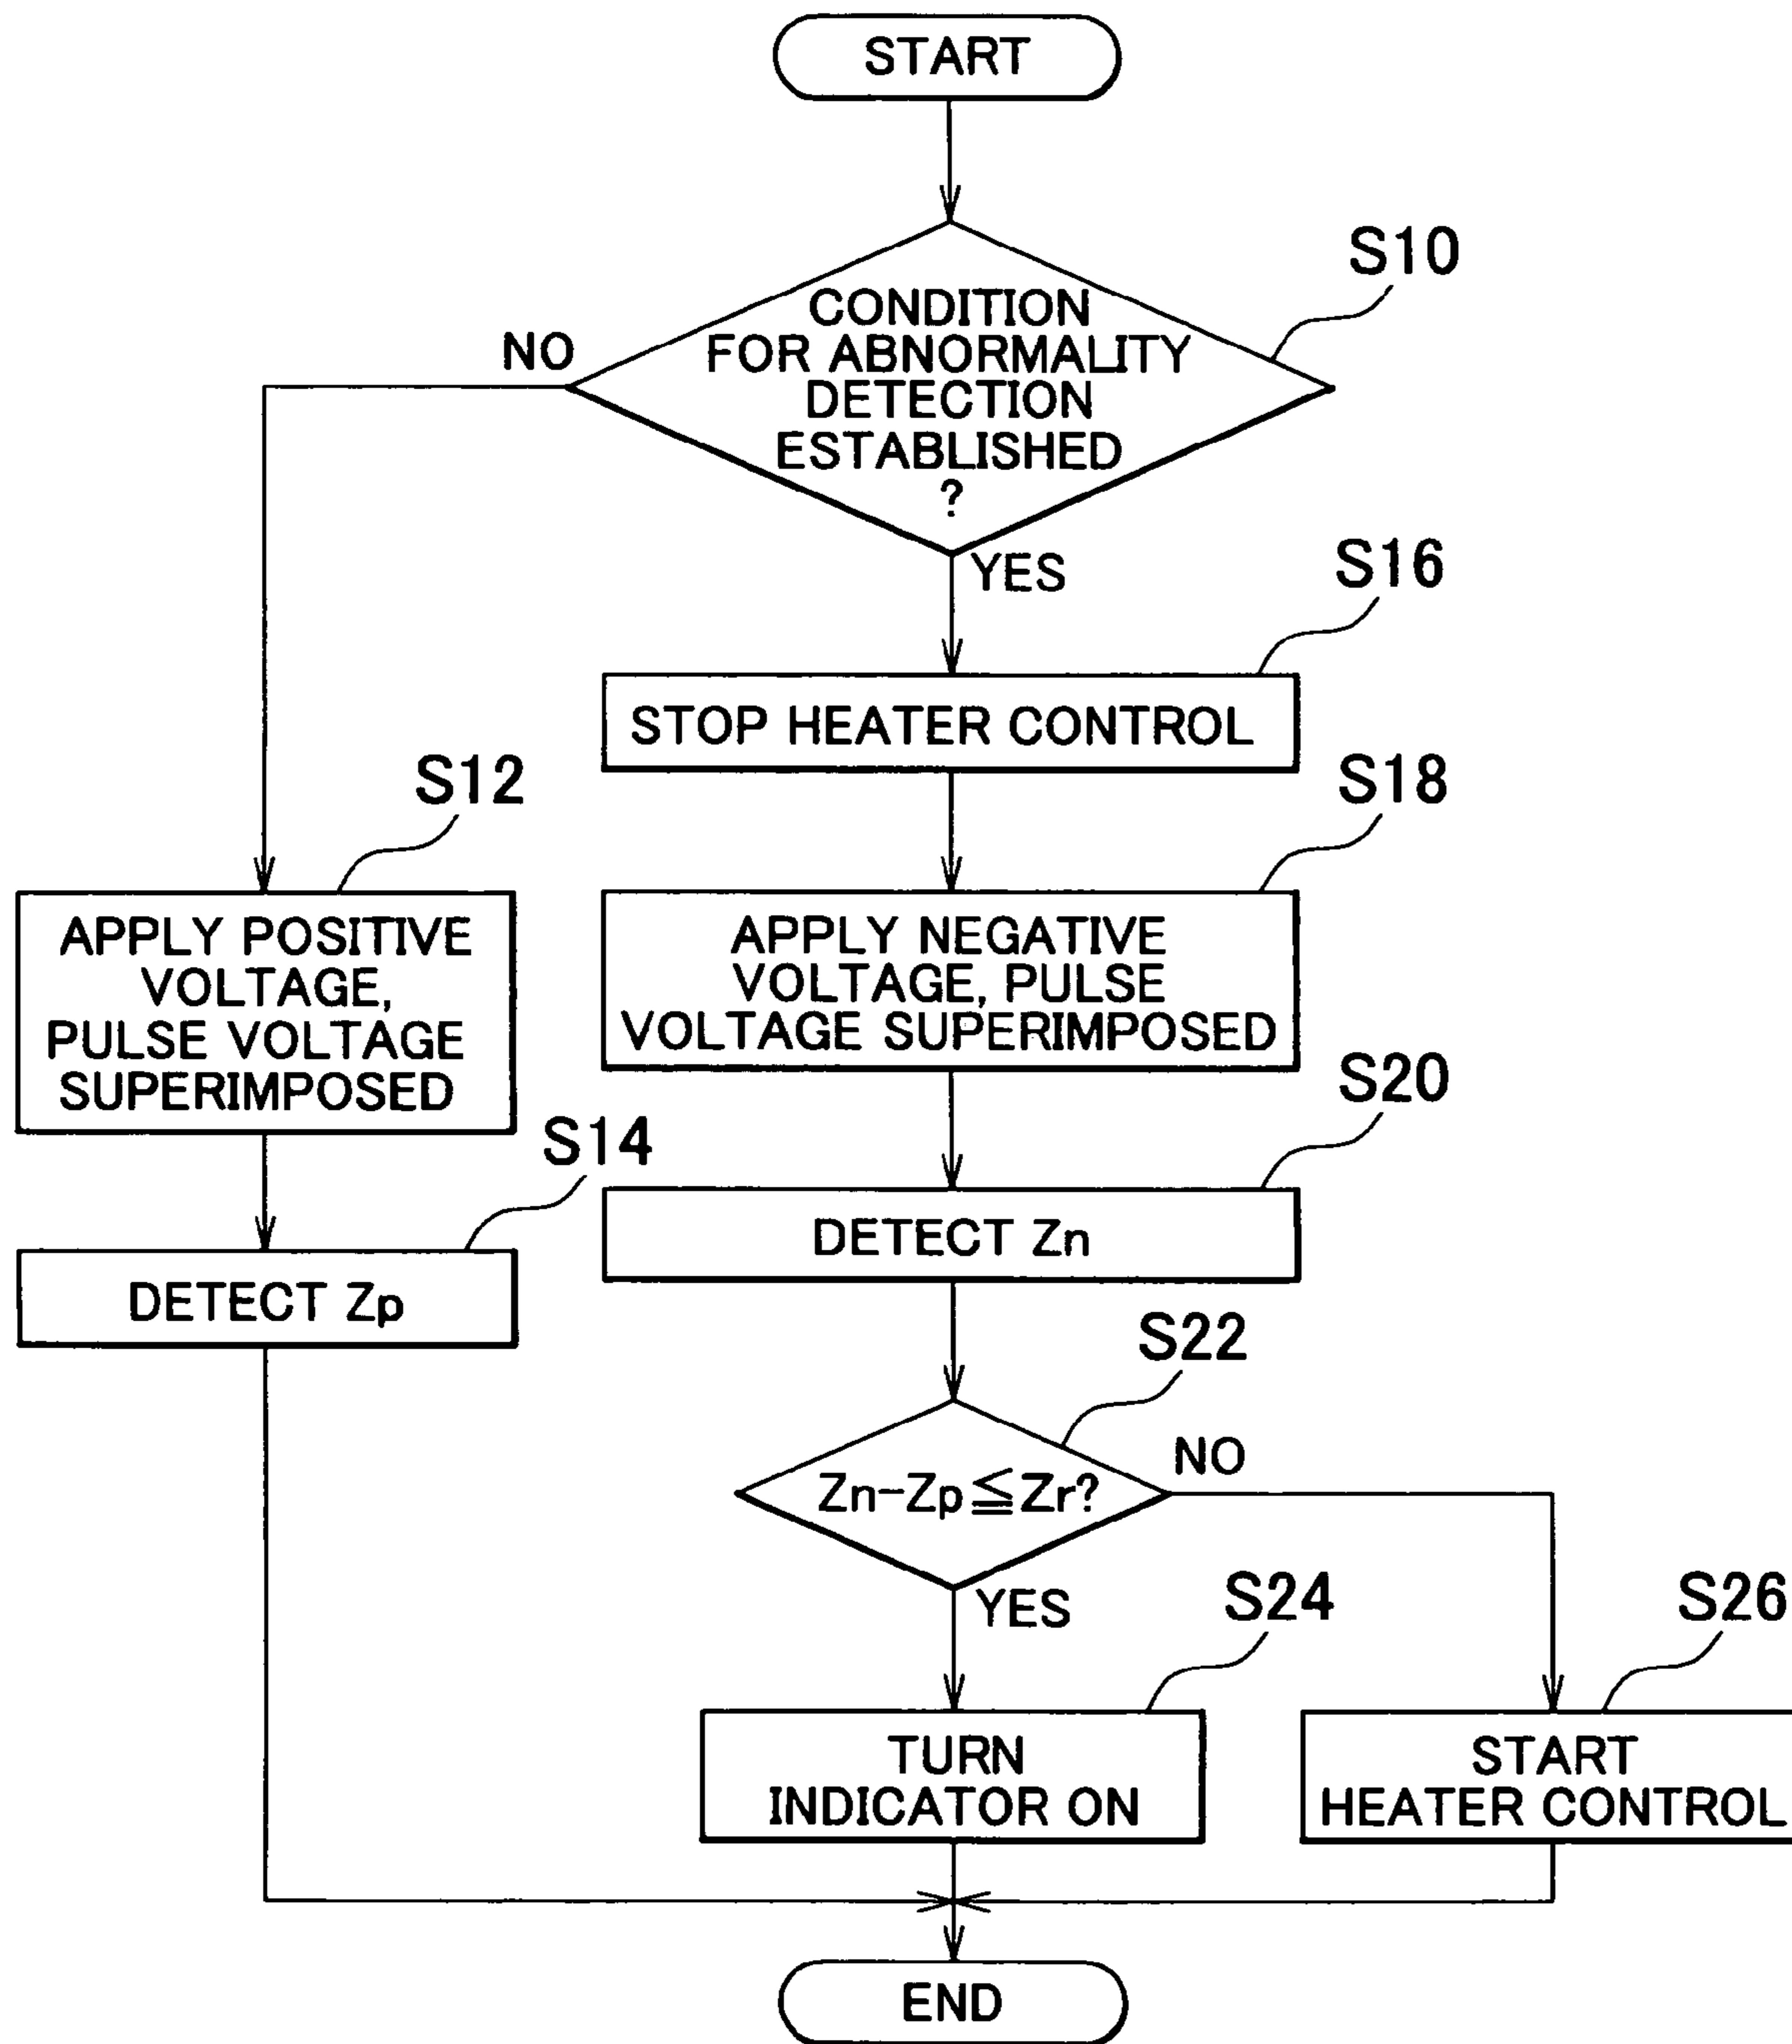 START
S10
CONDITION
FOR ABNORMALITY
DETECTION
ESTABLISHED
?
NO
YES
S16
STOP HEATER CONTROL
S12
APPLY POSITIVE
VOLTAGE,
PULSE VOLTAGE
SUPERIMPOSED
S18
APPLY NEGATIVE
VOLTAGE, PULSE
VOLTAGE SUPERIMPOSED
S14
DETECT Zp
S20
DETECT Zn
S22
Zn-Zp≦Zr?
NO
YES
S24
TURN
INDICATOR ON
S26
START
HEATER CONTROL
END